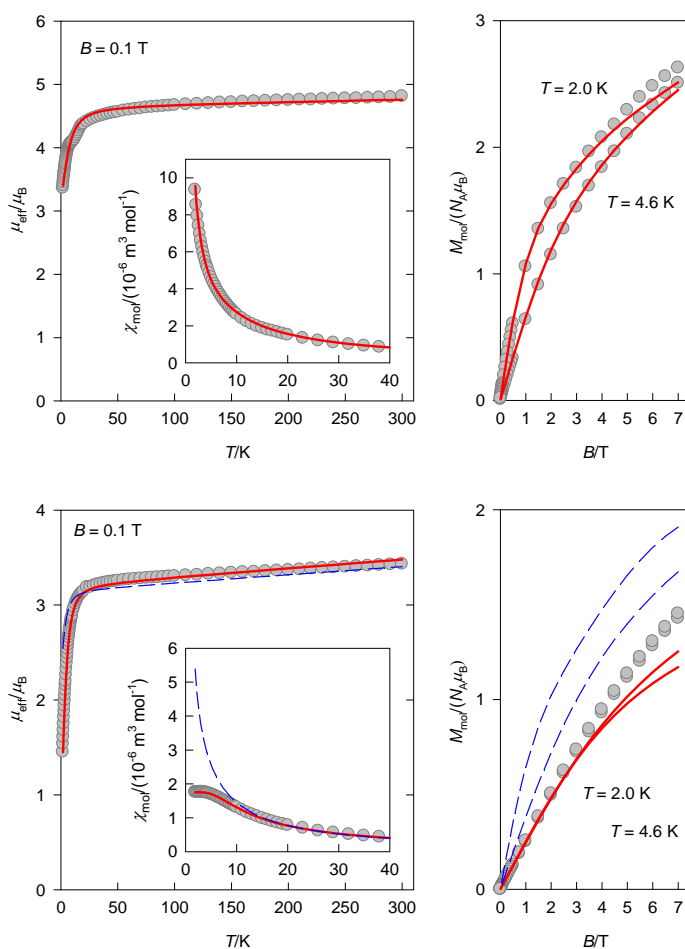 B = 0.1 T
μeff/μB
6
5
4
3
2
1
0
0 50 100 150 200 250 300
T/K
χmol/(10⁻⁶ m³ mol⁻¹)
10
8
6
4
2
0
0 10 20 30 40
Mmol/(NAμB)
3
2
1
0
T = 2.0 K
T = 4.6 K
0 1 2 3 4 5 6 7
B/T
B = 0.1 T
μeff/μB
4
3
2
1
0
0 50 100 150 200 250 300
T/K
χmol/(10⁻⁶ m³ mol⁻¹)
6
5
4
3
2
1
0
0 10 20 30 40
Mmol/(NAμB)
2
1
0
T = 2.0 K
T = 4.6 K
0 1 2 3 4 5 6 7
B/T